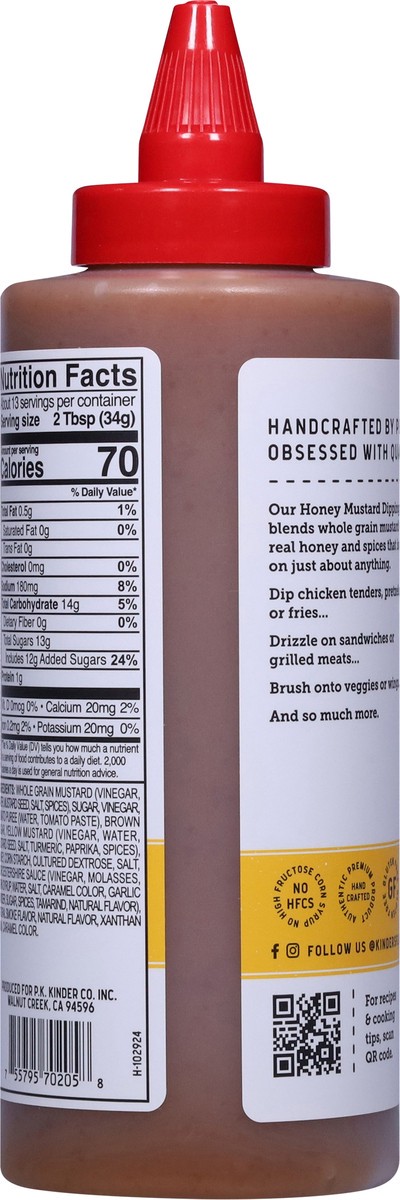 Nutrition Facts
About 13 servings per container
Serving size 2 Tbsp (34g)
Amount per serving
Calories 70
% Daily Value*
Total Fat 0.5g 1%
Saturated Fat 0g 0%
Trans Fat 0g
Cholesterol 0mg 0%
Sodium 180mg 8%
Total Carbohydrate 14g 5%
Dietary Fiber 0g 0%
Total Sugars 13g
Includes 12g Added Sugars 24%
Protein 1g
Vit. D 0mcg 0% • Calcium 20mg 2%
Iron 0.2mg 2% • Potassium 20mg 0%
% Daily Value (DV) tells you how much a nutrient
serving of food contributes to a daily diet. 2,000
a day is used for general nutrition advice.
WHOLE GRAIN MUSTARD (VINEGAR,
MUSTARD SEED, SALT, SPICES), SUGAR, VINEGAR,
(WATER, TOMATO PASTE), BROWN
YELLOW MUSTARD (VINEGAR, WATER,
SEED, SALT, TURMERIC, PAPRIKA, SPICES),
CORN STARCH, CULTURED DEXTROSE, SALT,
SAUCE (VINEGAR, MOLASSES,
WATER, SALT, CARAMEL COLOR, GARLIC
SUGAR, SPICES, TAMARIND, NATURAL FLAVOR),
SMOKE FLAVOR, NATURAL FLAVOR, XANTHAN
CARAMEL COLOR.
PRODUCED FOR P.K. KINDER CO. INC.
WALNUT CREEK, CA 94596
H-102924
7 55795 70205 8
HANDCRAFTED BY
OBSESSED WITH
Our Honey Mustard Dipping
blends whole grain mustard
real honey and spices that
on just about anything.
Dip chicken tenders,
or fries...
Drizzle on sandwiches or
grilled meats...
Brush onto veggies or wings
And so much more.
NO HIGH FRUCTOSE CORN SYRUP
NO
HFCS
AUTHENTIC PREMIUM PRODUCT
HAND
CRAFTED
GF
FOLLOW US @KINDERS
For recipes
& cooking
tips, scan
QR code.